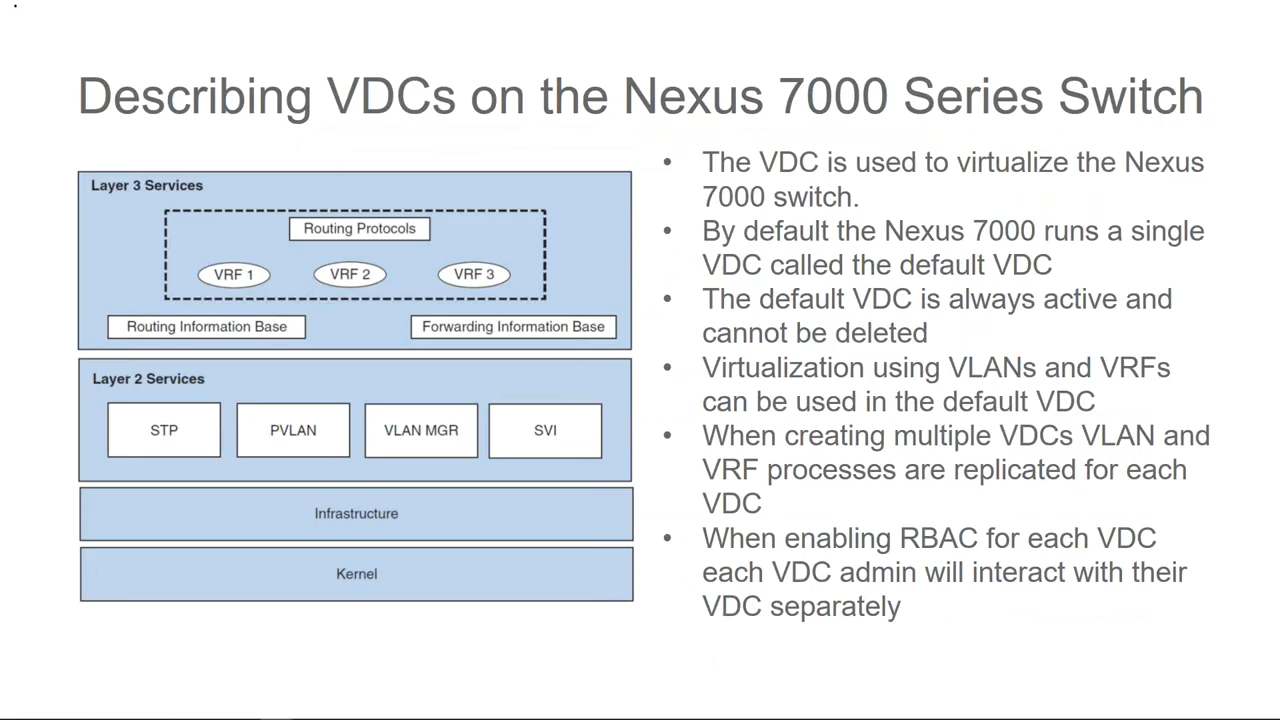 Describing VDCs on the Nexus 7000 Series Switch
Layer 3 Services
Routing Protocols
VRF 1
VRF 2
VRF 3
Routing Information Base
Forwarding Information Base
Layer 2 Services
STP
PVLAN
VLAN MGR
SVI
Infrastructure
Kernel
• The VDC is used to virtualize the Nexus
7000 switch.
• By default the Nexus 7000 runs a single
VDC called the default VDC
• The default VDC is always active and
cannot be deleted
• Virtualization using VLANs and VRFs
can be used in the default VDC
• When creating multiple VDCs VLAN and
VRF processes are replicated for each
VDC
• When enabling RBAC for each VDC
each VDC admin will interact with their
VDC separately